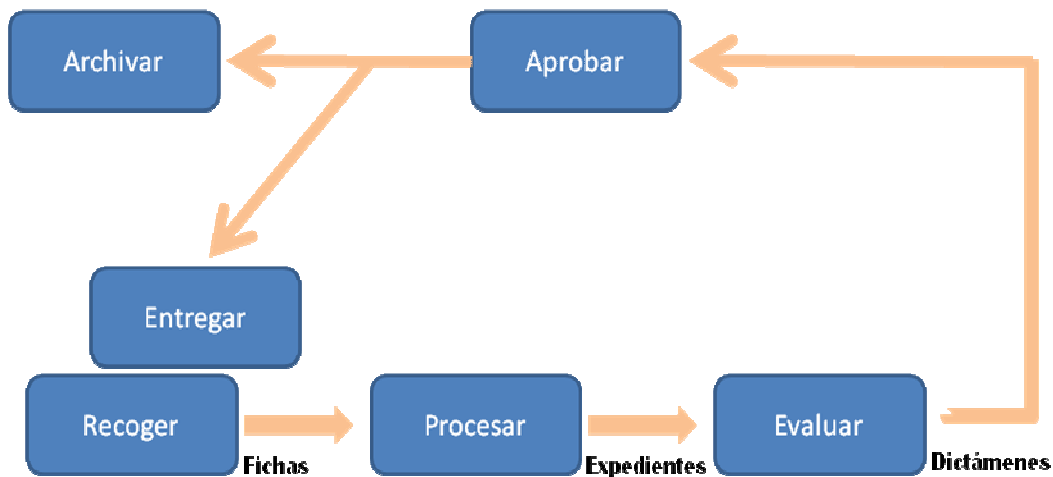 Archivar
Aprobar
Entregar
Recoger
Fichas
Procesar
Expedientes
Evaluar
Dictámenes